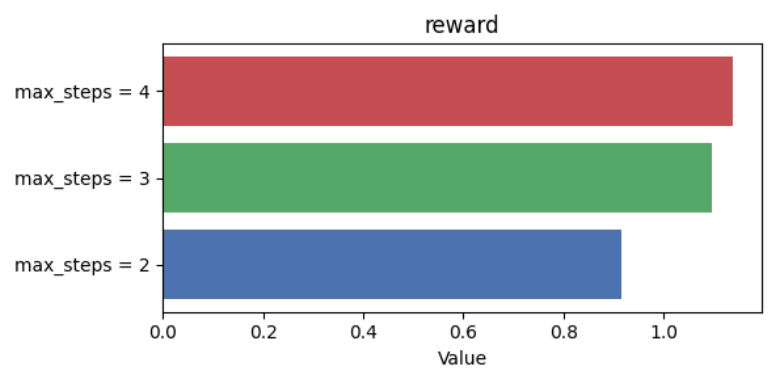 reward
max_steps = 4
max_steps = 3
max_steps = 2
0.0 0.2 0.4 0.6 0.8 1.0
Value